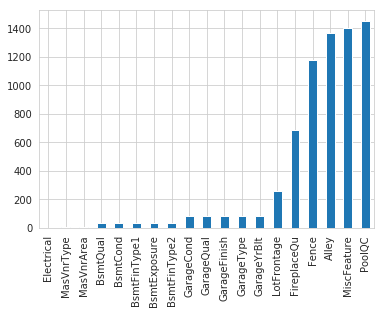 1400
1200
1000
800
600
400
200
0
Electrical
MasVnrType
MasVnrArea
BsmtQual
BsmtCond
BsmtFinType1
BsmtExposure
BsmtFinType2
GarageCond
GarageQual
GarageFinish
GarageType
GarageYrBlt
LotFrontage
FireplaceQu
Fence
Alley
MiscFeature
PoolQC